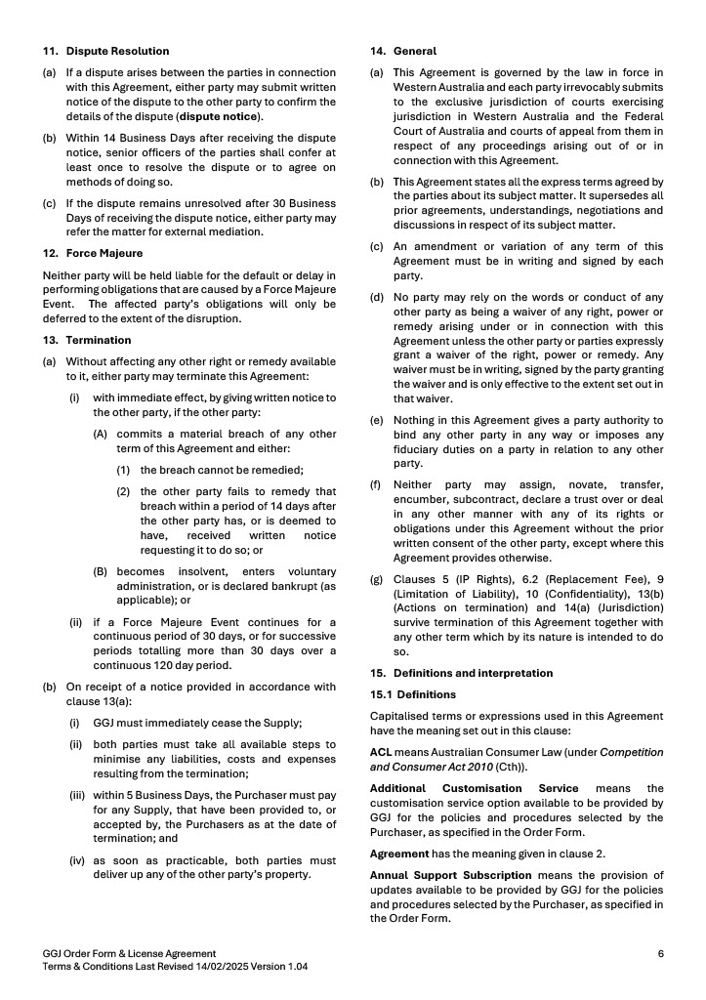 11. Dispute Resolution
(a) If a dispute arises between the parties in connection
with this Agreement, either party may submit written
notice of the dispute to the other party to confirm the
details of the dispute (dispute notice).
(b) Within 14 Business Days after receiving the dispute
notice, senior officers of the parties shall confer at
least once to resolve the dispute or to agree on
methods of doing so.
(c) If the dispute remains unresolved after 30 Business
Days of receiving the dispute notice, either party may
refer the matter for external mediation.
12. Force Majeure
Neither party will be held liable for the default or delay in
performing obligations that are caused by a Force Majeure
Event. The affected party's obligations will only be
deferred to the extent of the disruption.
13. Termination
(a) Without affecting any other right or remedy available
to it, either party may terminate this Agreement:
(i) with immediate effect, by giving written notice to
the other party, if the other party:
(A) commits a material breach of any other
term of this Agreement and either:
(1) the breach cannot be remedied;
(2) the other party fails to remedy that
breach within a period of 14 days after
the other party has, or is deemed to
have, received written notice
requesting it to do so; or
(B) becomes insolvent, enters voluntary
administration, or is declared bankrupt (as
applicable); or
(ii) if a Force Majeure Event continues for a
continuous period of 30 days, or for successive
periods totalling more than 30 days over a
continuous 120 day period.
(b) On receipt of a notice provided in accordance with
clause 13(a):
(i) GGJ must immediately cease the Supply;
(ii) both parties must take all available steps to
minimise any liabilities, costs and expenses
resulting from the termination;
(iii) within 5 Business Days, the Purchaser must pay
for any Supply, that have been provided to, or
accepted by, the Purchasers as at the date of
termination; and
(iv) as soon as practicable, both parties must
deliver up any of the other party's property.
14. General
(a) This Agreement is governed by the law in force in
Western Australia and each party irrevocably submits
to the exclusive jurisdiction of courts exercising
jurisdiction in Western Australia and the Federal
Court of Australia and courts of appeal from them in
respect of any proceedings arising out of or in
connection with this Agreement.
(b) This Agreement states all the express terms agreed by
the parties about its subject matter. It supersedes all
prior agreements, understandings, negotiations and
discussions in respect of its subject matter.
(c) An amendment or variation of any term of this
Agreement must be in writing and signed by each
party.
(d) No party may rely on the words or conduct of any
other party as being a waiver of any right, power or
remedy arising under or in connection with this
Agreement unless the other party or parties expressly
grant a waiver of the right, power or remedy. Any
waiver must be in writing, signed by the party granting
the waiver and is only effective to the extent set out in
that waiver.
(e) Nothing in this Agreement gives a party authority to
bind any other party in any way or imposes any
fiduciary duties on a party in relation to any other
party.
(f) Neither party may assign, novate, transfer,
encumber, subcontract, declare a trust over or deal
in any other manner with any of its rights or
obligations under this Agreement without the prior
written consent of the other party, except where this
Agreement provides otherwise.
(g) Clauses 5 (IP Rights), 6.2 (Replacement Fee), 9
(Limitation of Liability), 10 (Confidentiality), 13(b)
(Actions on termination) and 14(a) (Jurisdiction)
survive termination of this Agreement together with
any other term which by its nature is intended to do
so.
15. Definitions and interpretation
15.1 Definitions
Capitalised terms or expressions used in this Agreement
have the meaning set out in this clause:
ACL means Australian Consumer Law (under Competition
and Consumer Act 2010 (Cth)).
Additional Customisation Service means the
customisation service option available to be provided by
GGJ for the policies and procedures selected by the
Purchaser, as specified in the Order Form.
Agreement has the meaning given in clause 2.
Annual Support Subscription means the provision of
updates available to be provided by GGJ for the policies
and procedures selected by the Purchaser, as specified in
the Order Form.
GGJ Order Form & License Agreement
Terms & Conditions Last Revised 14/02/2025 Version 1.04
6